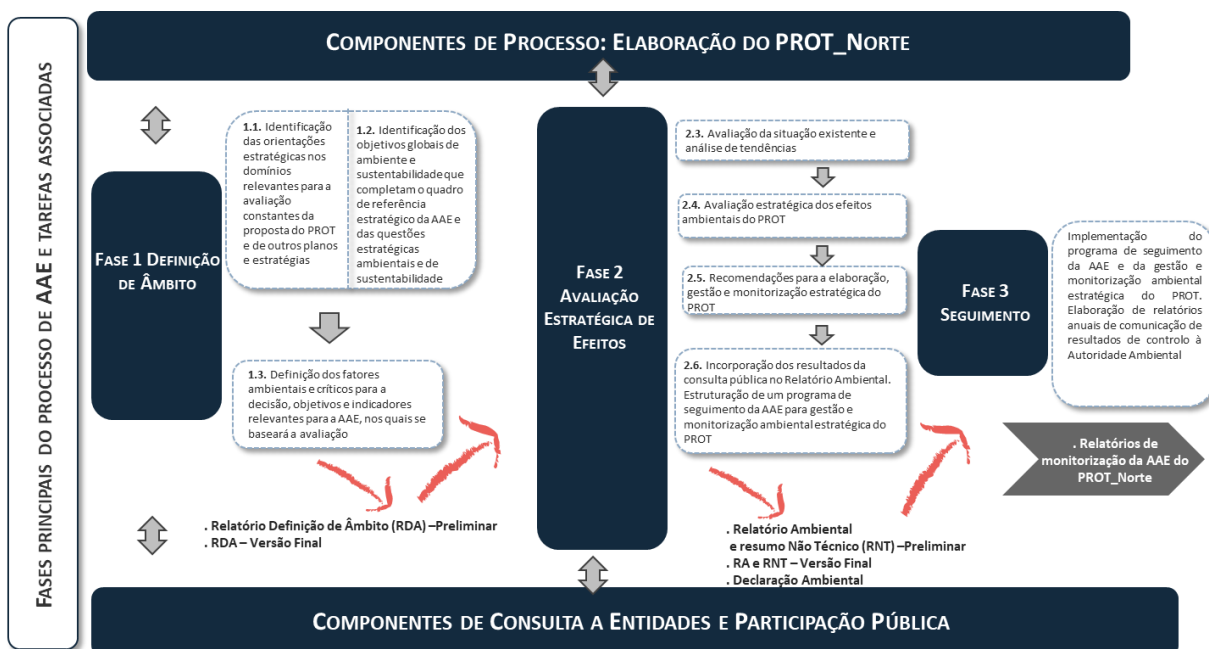 FASES PRINCIPAIS DO PROCESSO DE AAE E TAREFAS ASSOCIADAS
COMPONENTES DE PROCESSO: ELABORAÇÃO DO PROT_NORTE
FASE 1 DEFINIÇÃO
DE ÂMBITO
1.1. Identificação
das orientações
estratégicas nos
domínios
relevantes para a
avaliação
constantes da
proposta do PROT
e de outros planos
e estratégias
1.2. Identificação dos
objetivos globais de
ambiente e
sustentabilidade que
completam o quadro
de referência
estratégico da AAE e
das questões
estratégicas
ambientais e de
sustentabilidade
1.3. Definição dos fatores
ambientais e críticos para a
decisão, objetivos e indicadores
relevantes para a AAE, nos quais se
baseará a avaliação
. Relatório Definição de Âmbito (RDA) –Preliminar
. RDA – Versão Final
FASE 2
AVALIAÇÃO
ESTRATÉGICA DE
EFEITOS
2.3. Avaliação da situação existente e
análise de tendências
2.4. Avaliação estratégica dos efeitos
ambientais do PROT
2.5. Recomendações para a elaboração,
gestão e monitorização estratégica do
PROT
2.6. Incorporação dos resultados da
consulta pública no Relatório Ambiental.
Estruturação de um programa de
seguimento da AAE para gestão e
monitorização ambiental estratégica do
PROT
. Relatório Ambiental
e resumo Não Técnico (RNT) –Preliminar
. RA e RNT – Versão Final
. Declaração Ambiental
FASE 3
SEGUIMENTO
Implementação do
programa de seguimento
da AAE e da gestão e
monitorização ambiental
estratégica do PROT.
Elaboração de relatórios
anuais de comunicação de
resultados de controlo à
Autoridade Ambiental
. Relatórios de
monitorização da AAE do
PROT_Norte
COMPONENTES DE CONSULTA A ENTIDADES E PARTICIPAÇÃO PÚBLICA